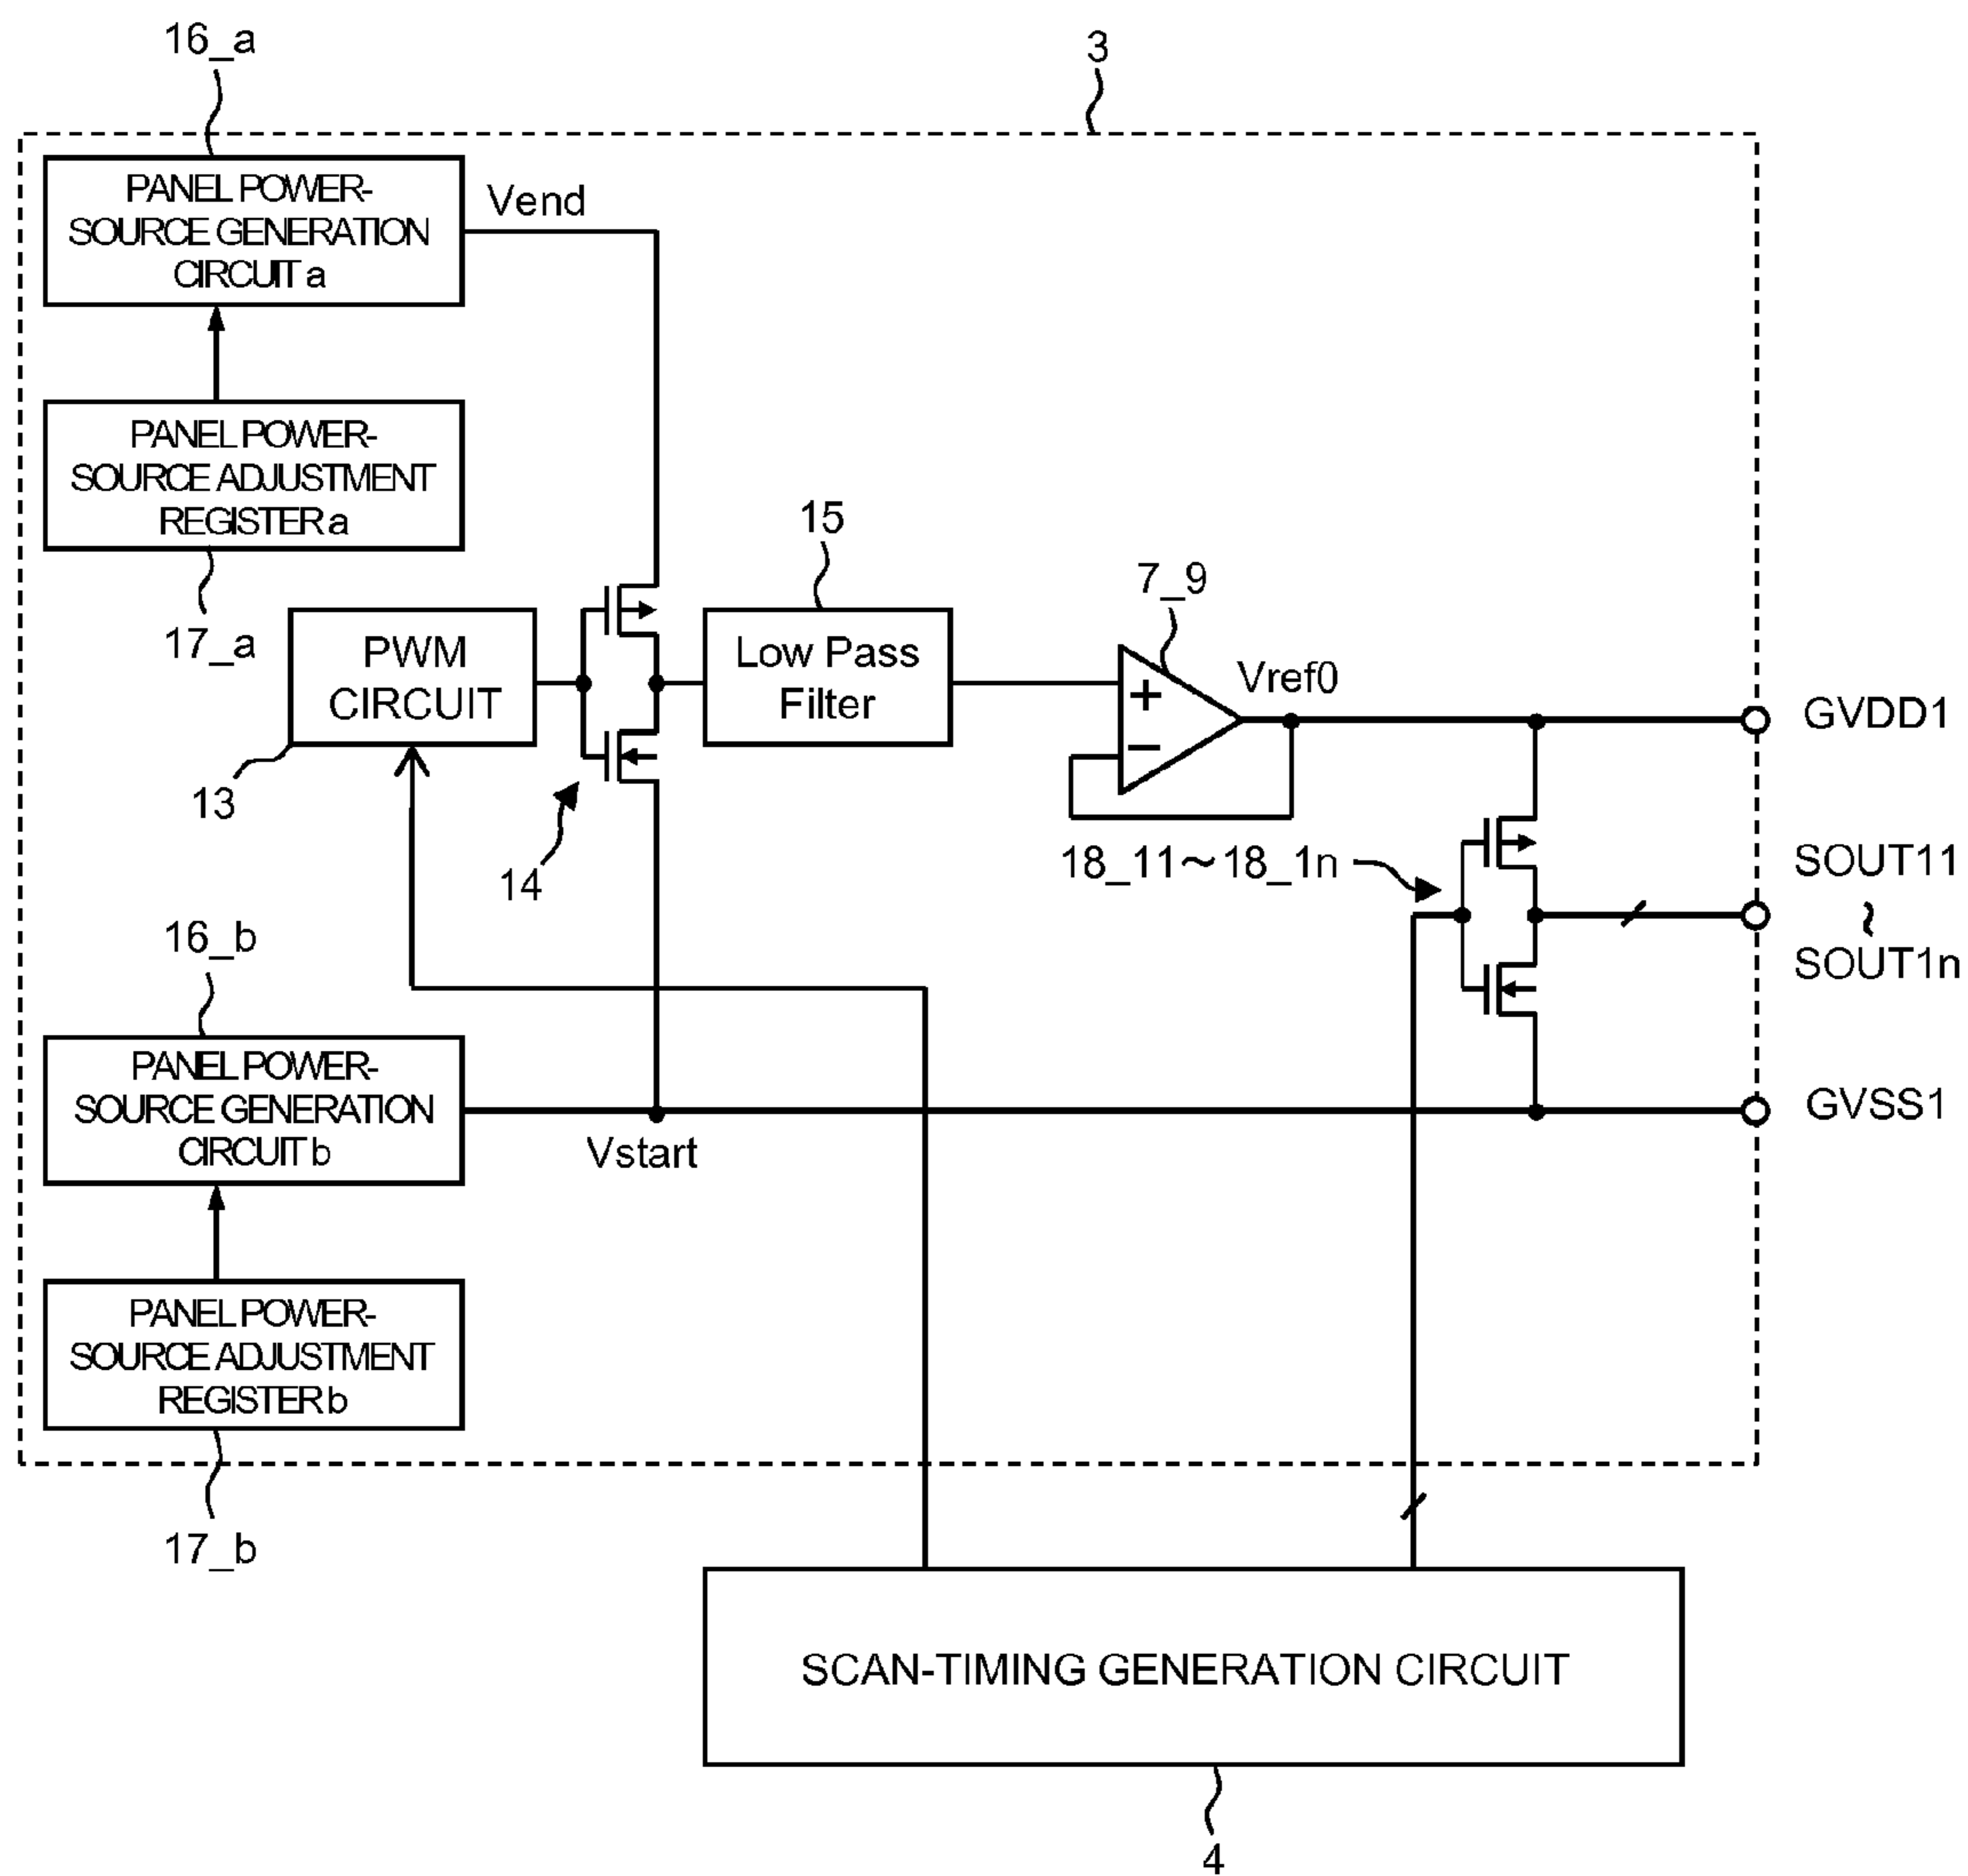 16_a
3
PANEL POWER-
SOURCE GENERATION
CIRCUIT a
Vend
PANEL POWER-
SOURCE ADJUSTMENT
REGISTER a
17_a
15
7_9
PWM
CIRCUIT
Low Pass
Filter
+
−
Vref0
GVDD1
13
14
18_11～18_1n
SOUT11
～
SOUT1n
16_b
PANEL POWER-
SOURCE GENERATION
CIRCUIT b
Vstart
GVSS1
PANEL POWER-
SOURCE ADJUSTMENT
REGISTER b
17_b
SCAN-TIMING GENERATION CIRCUIT
4